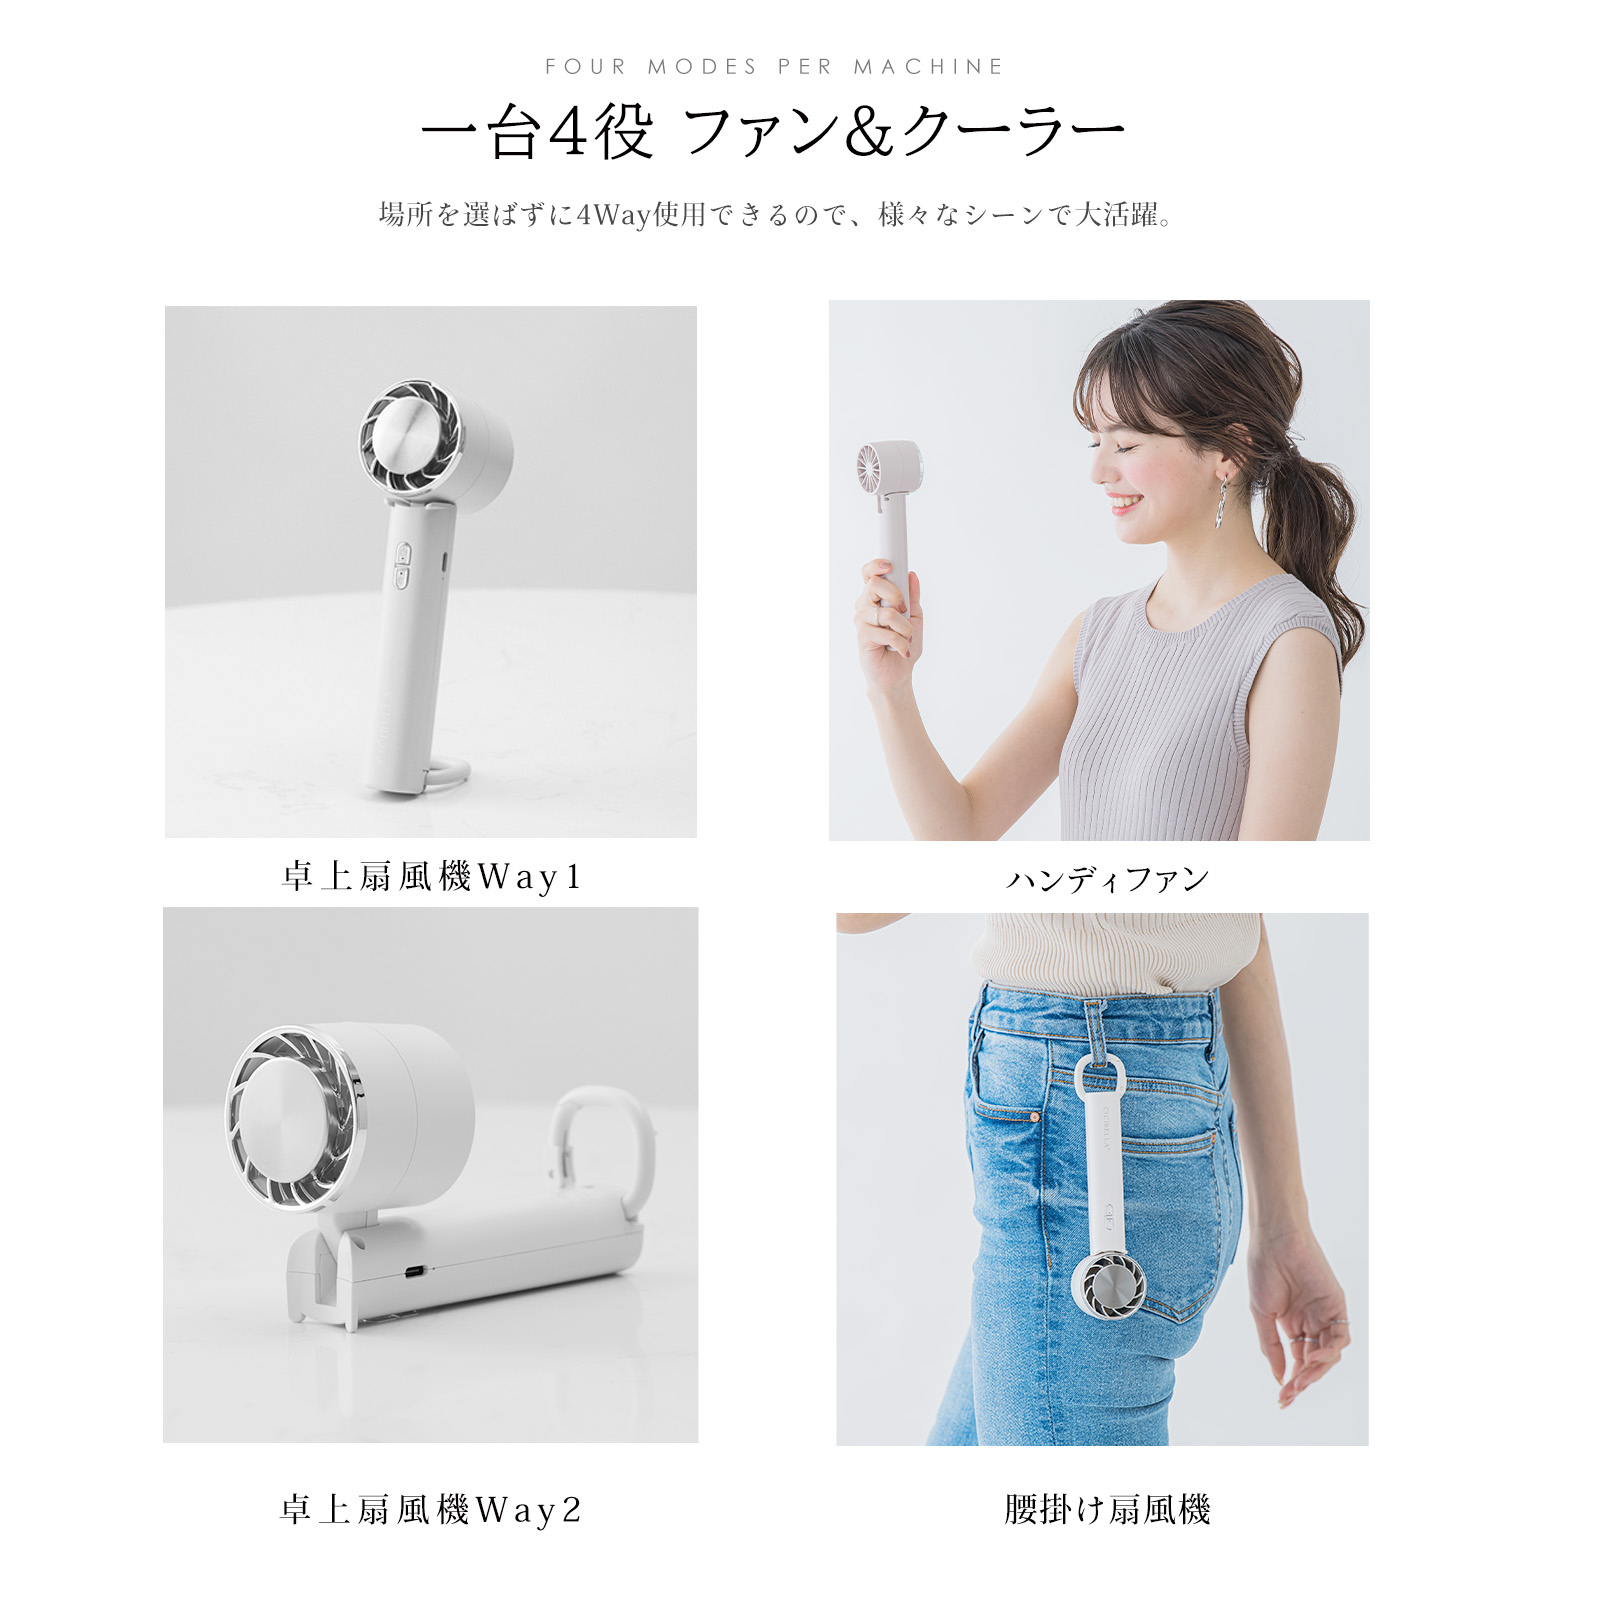 FOUR MODES PER MACHINE
一台4役 ファン&クーラー
場所を選ばずに4Way使用できるので、様々なシーンで大活躍。
卓上扇風機Way1
ハンディファン
卓上扇風機Way2
腰掛け扇風機